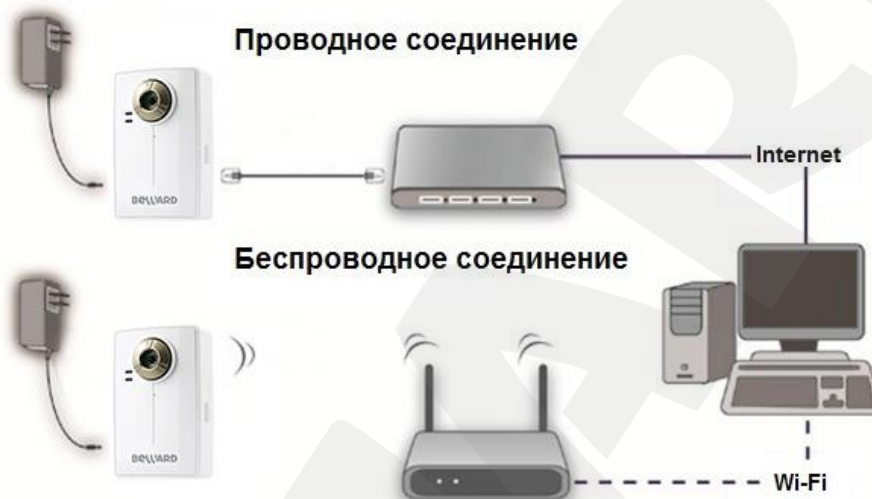 Проводное соединение
Internet
BEWARD
Беспроводное соединение
BEWARD
Wi-Fi